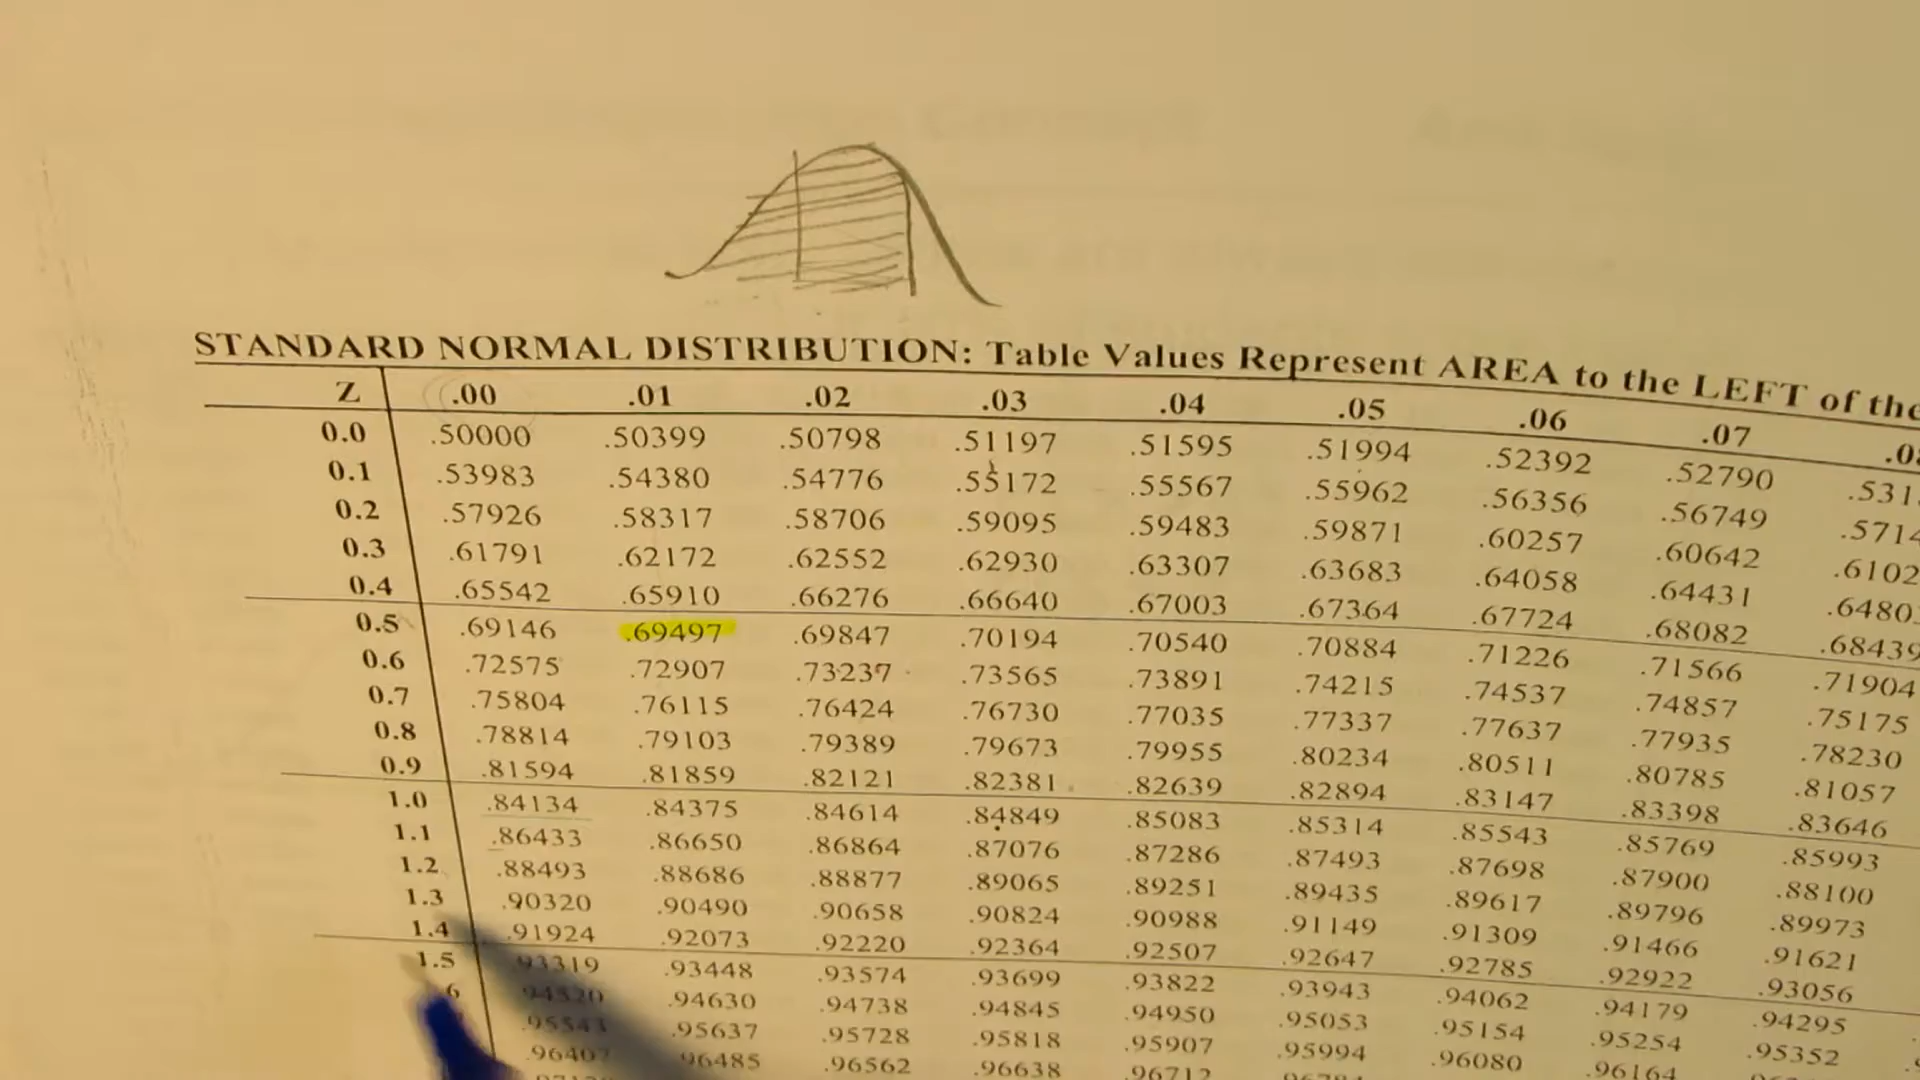 STANDARD NORMAL DISTRIBUTION: Table Values Represent AREA to the LEFT of the
Z .00 .01 .02 .03 .04 .05 .06 .07
0.0 .50000 .50399 .50798 .51197 .51595 .51994 .52392 .52790
0.1 .53983 .54380 .54776 .55172 .55567 .55962 .56356 .56749
0.2 .57926 .58317 .58706 .59095 .59483 .59871 .60257 .60642
0.3 .61791 .62172 .62552 .62930 .63307 .63683 .64058 .64431
0.4 .65542 .65910 .66276 .66640 .67003 .67364 .67724 .68082 .68439
0.5 .69146 .69497 .69847 .70194 .70540 .70884 .71226 .71566 .71904
0.6 .72575 .72907 .73237 .73565 .73891 .74215 .74537 .74857 .75175
0.7 .75804 .76115 .76424 .76730 .77035 .77337 .77637 .77935 .78230
0.8 .78814 .79103 .79389 .79673 .79955 .80234 .80511 .80785 .81057
0.9 .81594 .81859 .82121 .82381 .82639 .82894 .83147 .83398 .83646
1.0 .84134 .84375 .84614 .84849 .85083 .85314 .85543 .85769 .85993
1.1 .86433 .86650 .86864 .87076 .87286 .87493 .87698 .87900 .88100
1.2 .88493 .88686 .88877 .89065 .89251 .89435 .89617 .89796 .89973
1.3 .90320 .90490 .90658 .90824 .90988 .91149 .91309 .91466 .91621
1.4 .91924 .92073 .92220 .92364 .92507 .92647 .92785 .92922 .93056
1.5 .93319 .93448 .93574 .93699 .93822 .93943 .94062 .94179 .94295
6 .94520 .94630 .94738 .94845 .94950 .95053 .95154 .95254 .95352
.95637 .95728 .95818 .95907 .95994 .96080 .96164
.96485 .96562 .96638 .96712